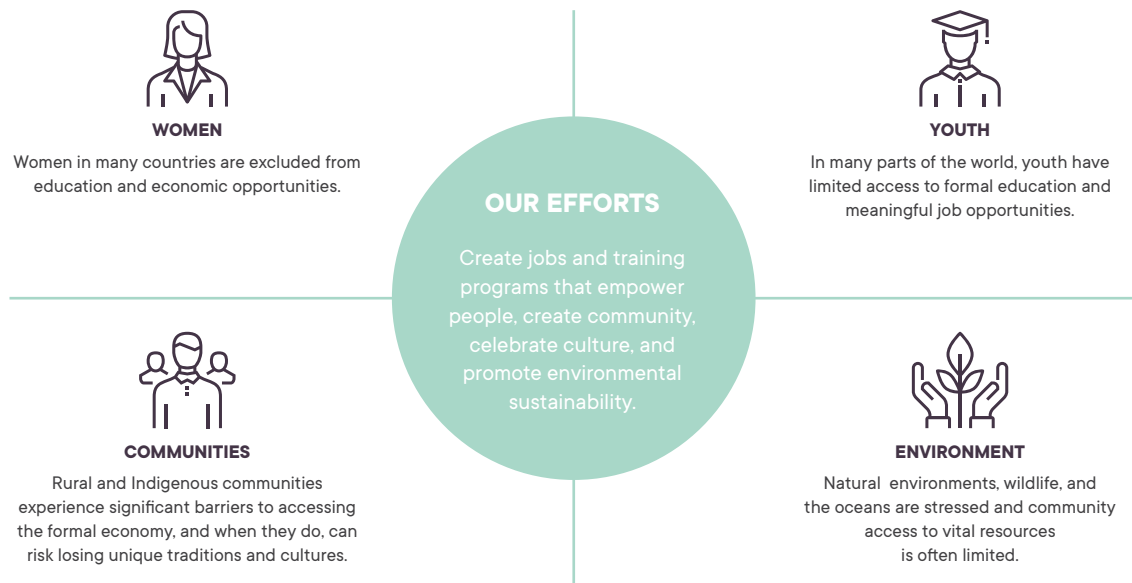 WOMEN
Women in many countries are excluded from
education and economic opportunities.
YOUTH
In many parts of the world, youth have
limited access to formal education and
meaningful job opportunities.
OUR EFFORTS
Create jobs and training
programs that empower
people, create community,
celebrate culture, and
promote environmental
sustainability.
COMMUNITIES
Rural and Indigenous communities
experience significant barriers to accessing
the formal economy, and when they do, can
risk losing unique traditions and cultures.
ENVIRONMENT
Natural  environments, wildlife, and
the oceans are stressed and community
access to vital resources
is often limited.